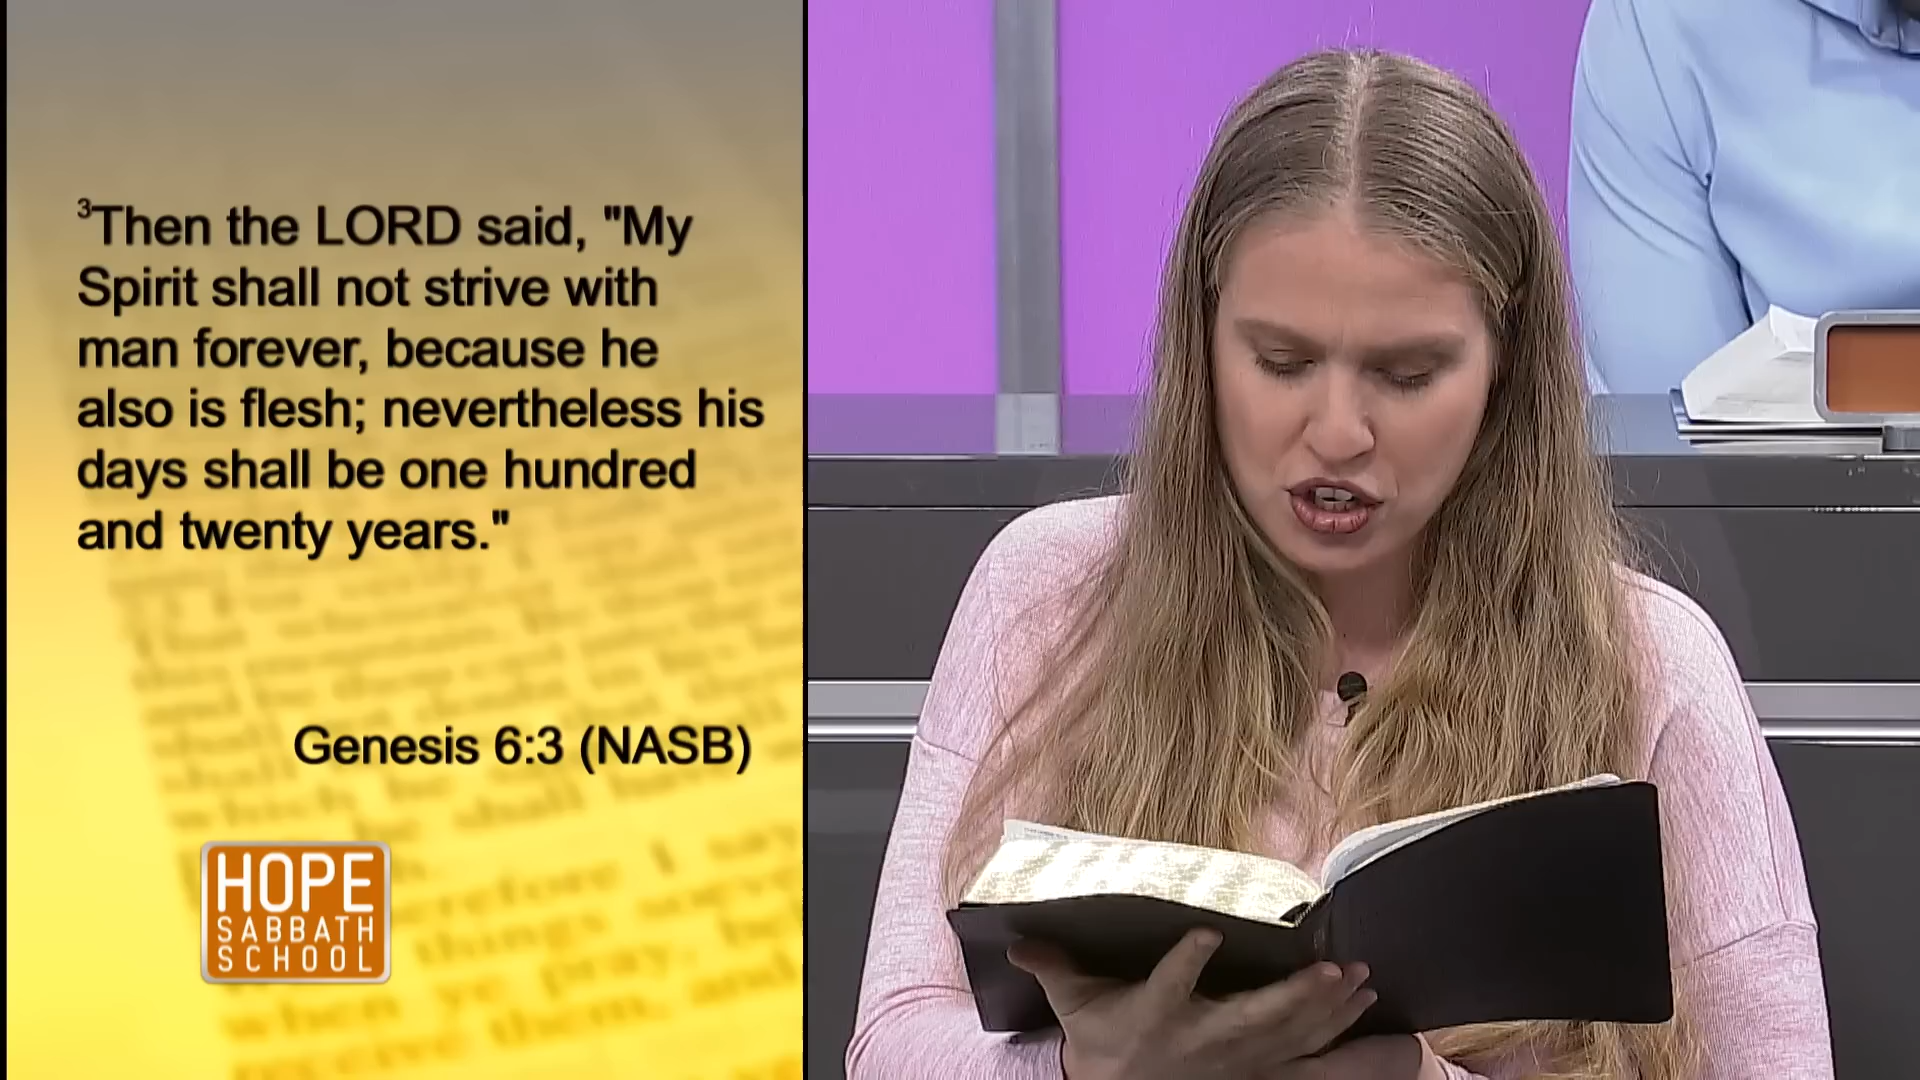 ³Then the LORD said, "My
Spirit shall not strive with
man forever, because he
also is flesh; nevertheless his
days shall be one hundred
and twenty years."
Genesis 6:3 (NASB)
HOPE
SABBATH
SCHOOL